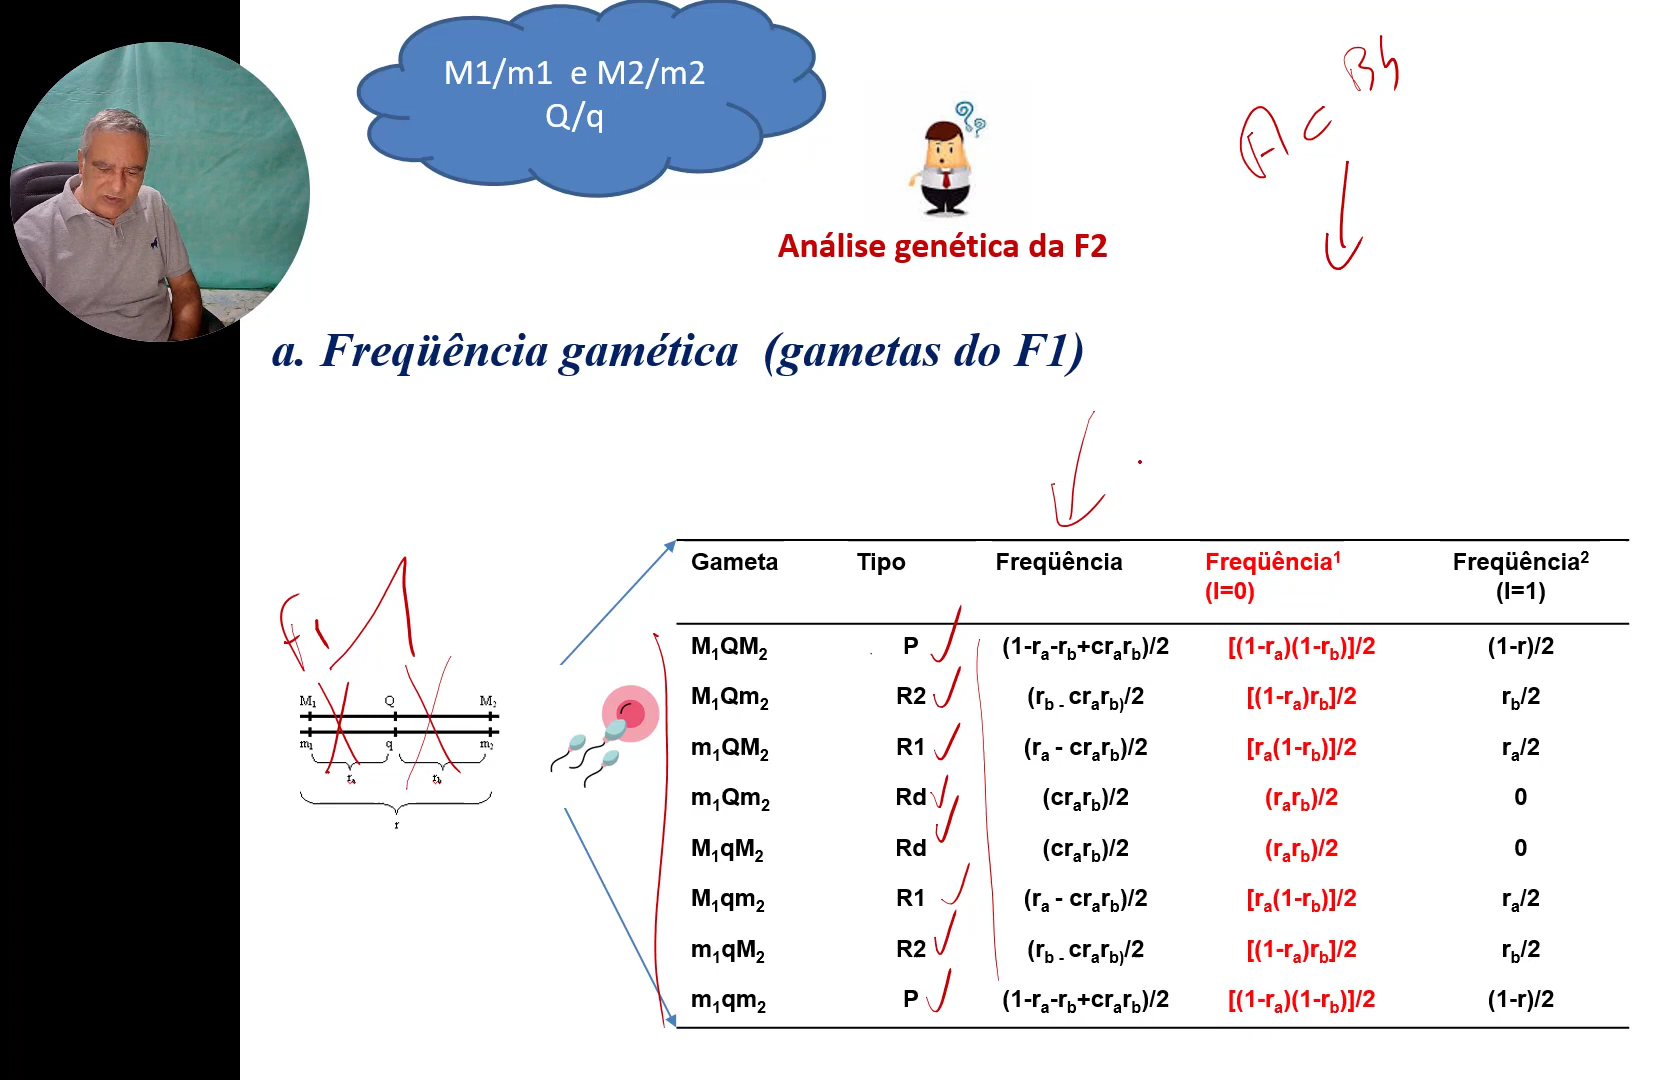 M1/m1 e M2/m2
Q/q
A c Bb
Análise genética da F2
a. Freqüência gamética (gametas do F1)
F1
M1 Q M2
m1 q m2
ra rb
r
Gameta Tipo Freqüência Freqüência1 (I=0) Freqüência2 (I=1)
M1QM2 P (1-ra-rb+crarb)/2 [(1-ra)(1-rb)]/2 (1-r)/2
M1Qm2 R2 (rb - crarb)/2 [(1-ra)rb]/2 rb/2
m1QM2 R1 (ra - crarb)/2 [ra(1-rb)]/2 ra/2
m1Qm2 Rd (crarb)/2 (rarb)/2 0
M1qM2 Rd (crarb)/2 (rarb)/2 0
M1qm2 R1 (ra - crarb)/2 [ra(1-rb)]/2 ra/2
m1qM2 R2 (rb - crarb)/2 [(1-ra)rb]/2 rb/2
m1qm2 P (1-ra-rb+crarb)/2 [(1-ra)(1-rb)]/2 (1-r)/2